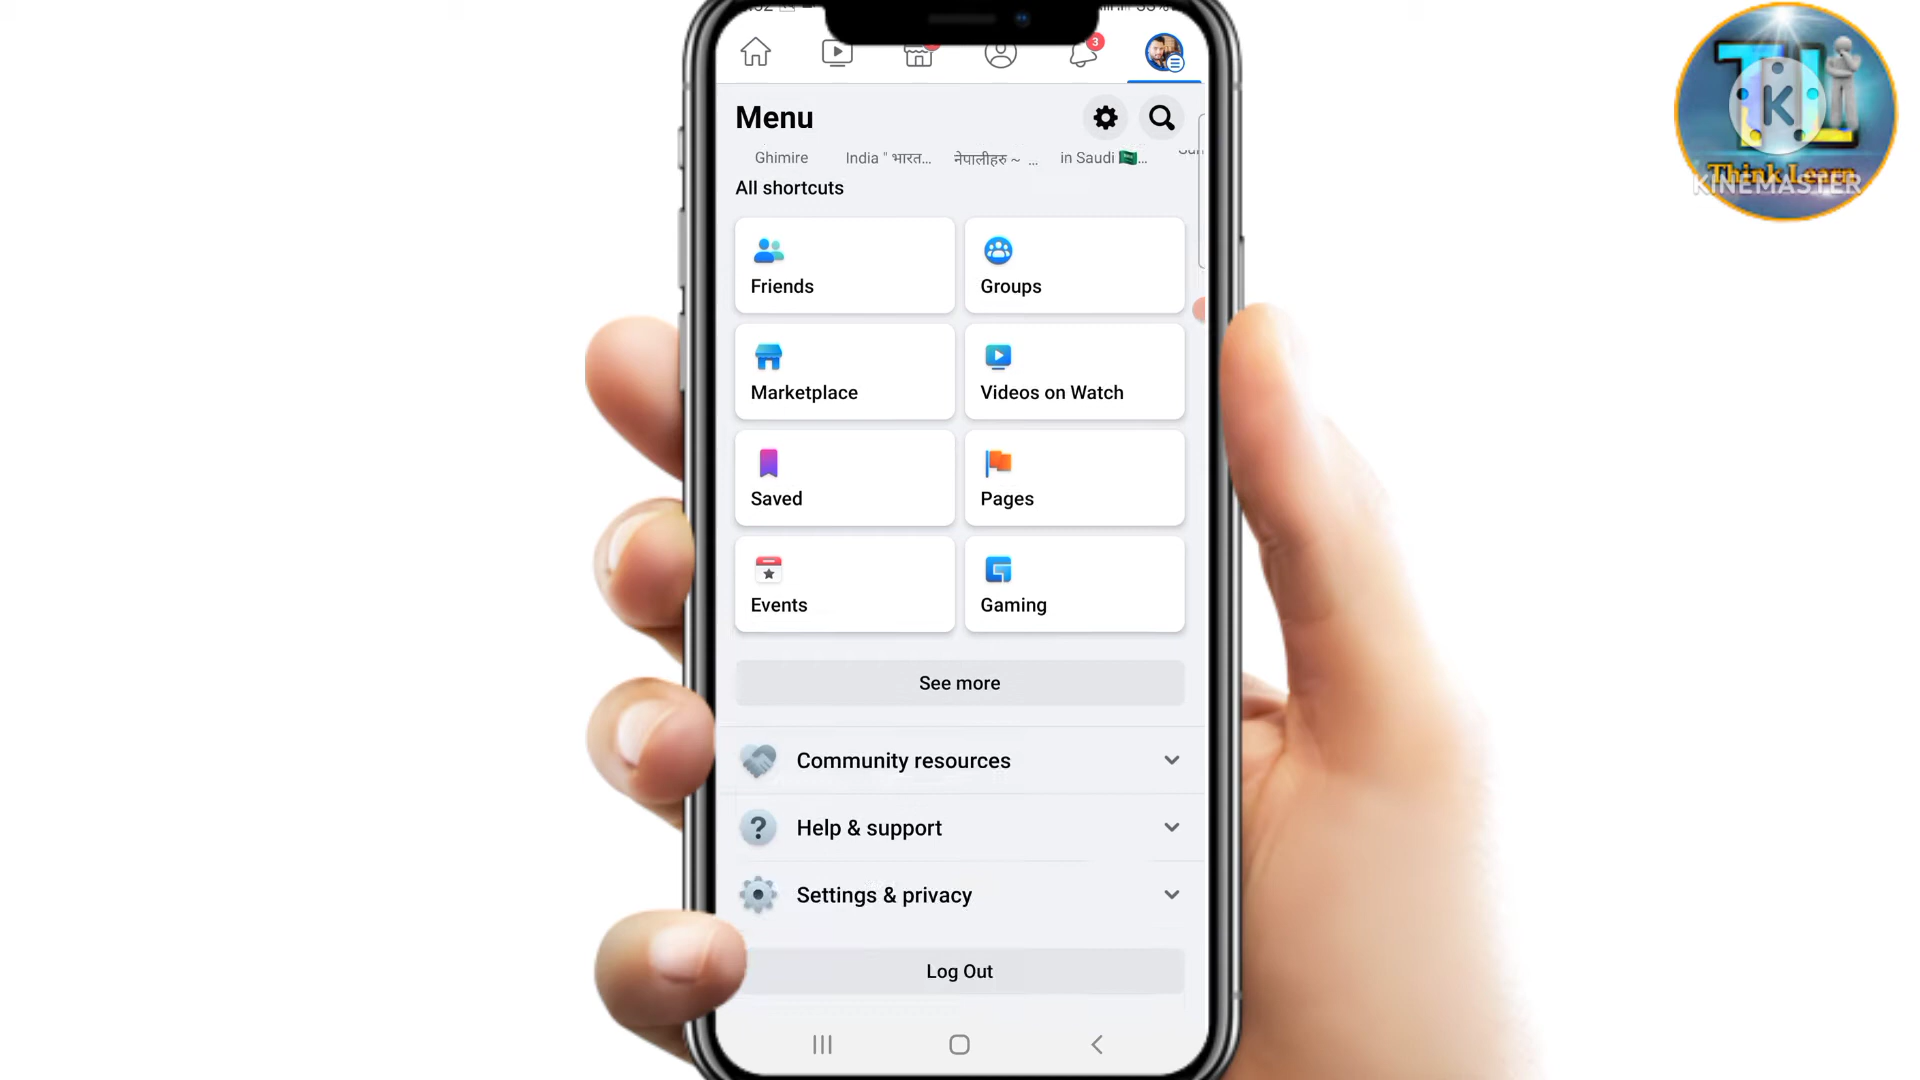 3
Menu
Ghimire
India " भारत...
नेपालीहरु ~ ...
in Saudi 🇸🇦...
All shortcuts
Friends
Groups
Marketplace
Videos on Watch
Saved
Pages
Events
Gaming
See more
Community resources
Help & support
Settings & privacy
Log Out
TL
K
Think Learn
KINEMASTER